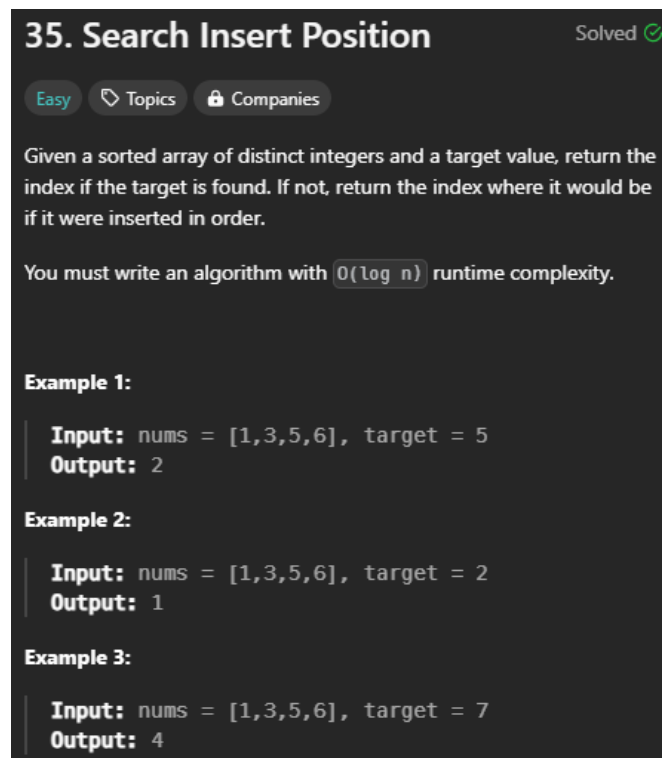 35. Search Insert Position
Solved
Easy
Topics
Companies
Given a sorted array of distinct integers and a target value, return the
index if the target is found. If not, return the index where it would be
if it were inserted in order.
You must write an algorithm with O(log n) runtime complexity.
Example 1:
Input: nums = [1,3,5,6], target = 5
Output: 2
Example 2:
Input: nums = [1,3,5,6], target = 2
Output: 1
Example 3:
Input: nums = [1,3,5,6], target = 7
Output: 4